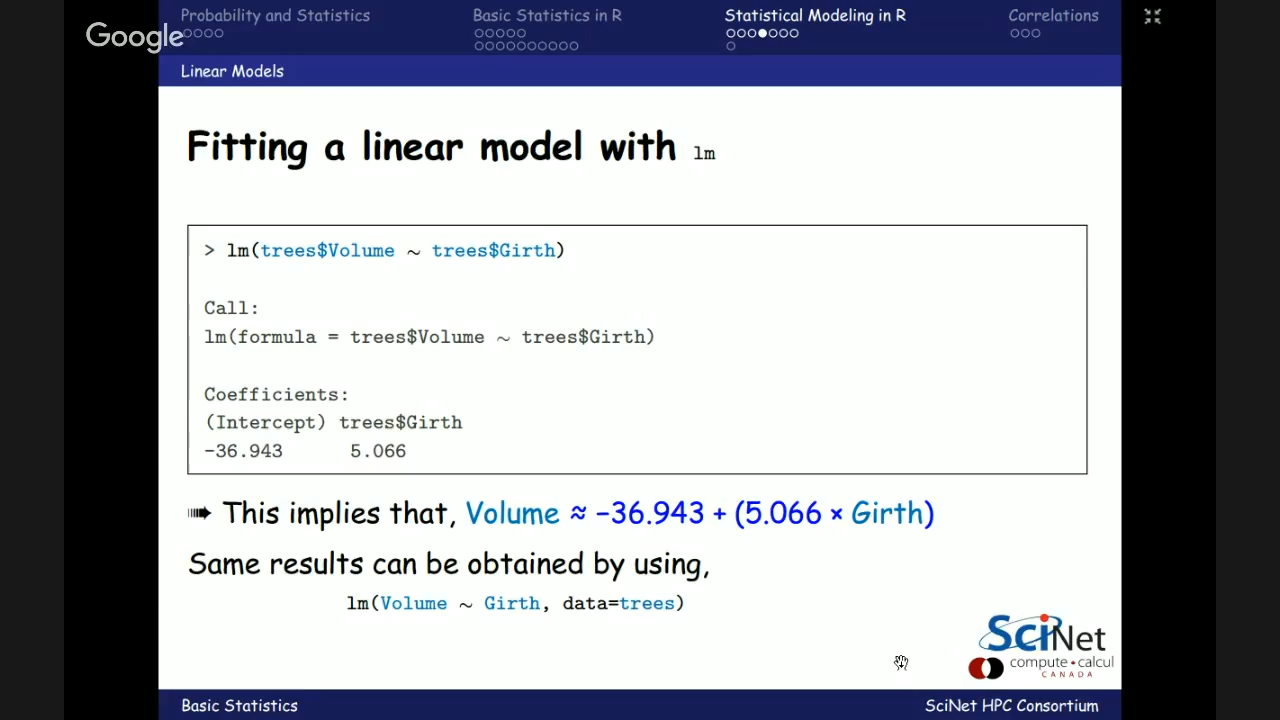 Probability and Statistics Basic Statistics in R Statistical Modeling in R Correlations
Google
Linear Models
Fitting a linear model with lm
> lm(trees$Volume ~ trees$Girth)
Call:
lm(formula = trees$Volume ~ trees$Girth)
Coefficients:
(Intercept) trees$Girth
-36.943 5.066
➠ This implies that, Volume ≈ -36.943 + (5.066 × Girth)
Same results can be obtained by using,
lm(Volume ~ Girth, data=trees)
SciNet
compute • calcul
CANADA
Basic Statistics SciNet HPC Consortium